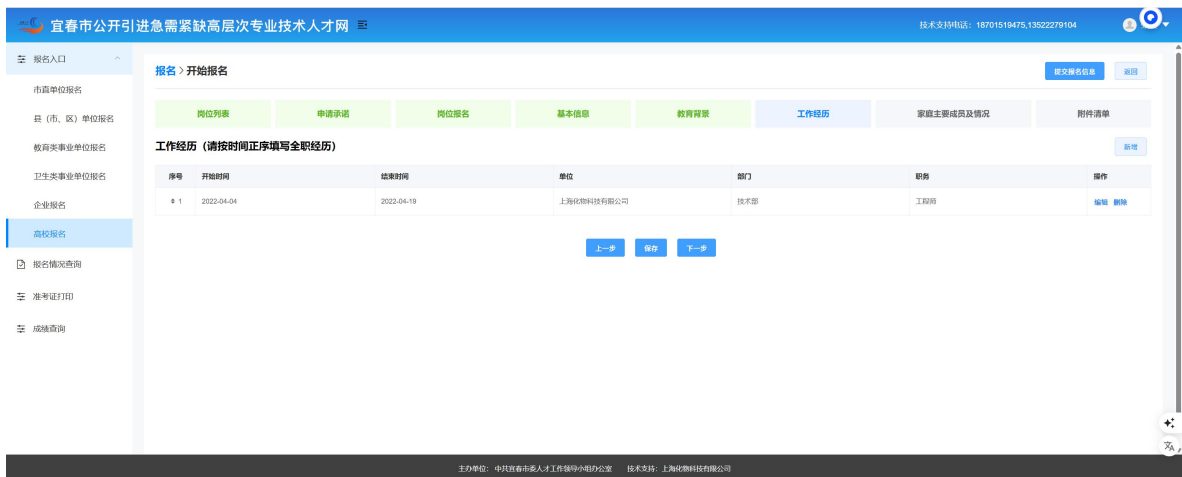 宜春市公开引进急需紧缺高层次专业技术人才网
技术支持电话：18701519475,13522279104
报名入口
市直单位报名
县（市、区）单位报名
教育类事业单位报名
卫生类事业单位报名
企业报名
高校报名
报名情况查询
准考证打印
成绩查询
报名 > 开始报名
提交报名信息 返回
岗位列表 申请承诺 岗位报名 基本信息 教育背景 工作经历 家庭主要成员及情况 附件清单
工作经历（请按时间正序填写全职经历）
新增
序号 开始时间 结束时间 单位 部门 职务 操作
1 2022-04-04 2022-04-19 上海化物科技有限公司 技术部 工程师 编辑 删除
上一步 保存 下一步
主办单位：中共宜春市委人才工作领导小组办公室 技术支持：上海化物科技有限公司